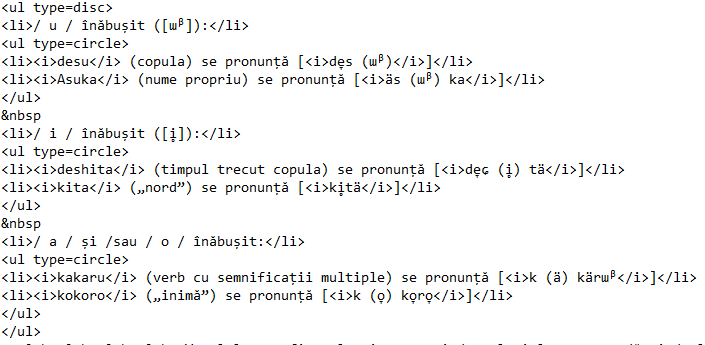 <ul type=disc>
<li>/ u / înăbușit ([ɯᵝ]):</li>
<ul type=circle>
<li><i>desu</i> (copula) se pronunță [<i>dę̣s (ɯᵝ)</i>]</li>
<li><i>Asuka</i> (nume propriu) se pronunță [<i>äs (ɯᵝ) ka</i>]</li>
</ul>
&nbsp
<li>/ i / înăbușit ([i̥]):</li>
<ul type=circle>
<li><i>deshita</i> (timpul trecut copula) se pronunță [<i>dę̣ɕ (i̥) tä</i>]</li>
<li><i>kita</i> („nord”) se pronunță [<i>ki̥tä</i>]</li>
</ul>
&nbsp
<li>/ a / și /sau / o / înăbușit:</li>
<ul type=circle>
<li><i>kakaru</i> (verb cu semnificații multiple) se pronunță [<i>k (ä) kärɯᵝ</i>]</li>
<li><i>kokoro</i> („inimă”) se pronunță [<i>k (o̞) ko̞ro̞</i>]</li>
</ul>
</ul>